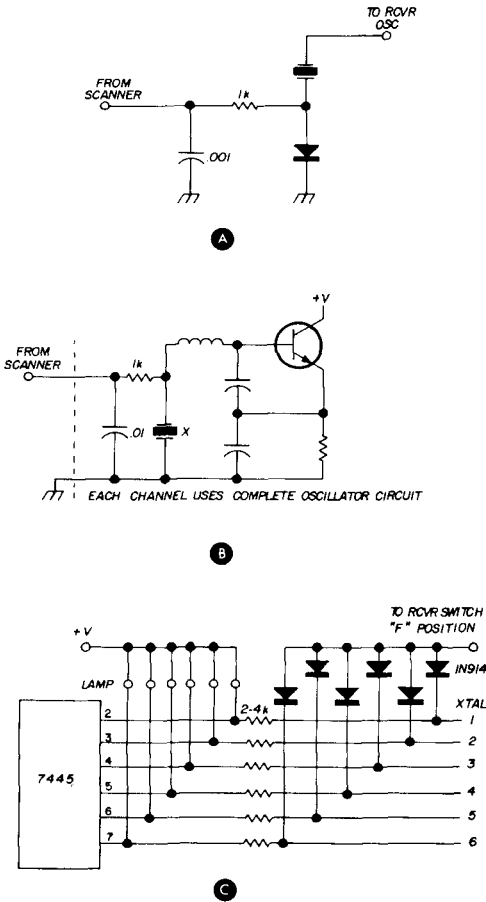 TO RCVR
OSC
FROM
SCANNER
1k
.001
A
+V
FROM
SCANNER
1k
.01
X
EACH CHANNEL USES COMPLETE OSCILLATOR CIRCUIT
B
TO RCVR SWITCH
"F" POSITION
+V
1N914
LAMP
XTAL
2-4k
2
1
3
2
4
3
7445
5
4
6
5
7
6
C